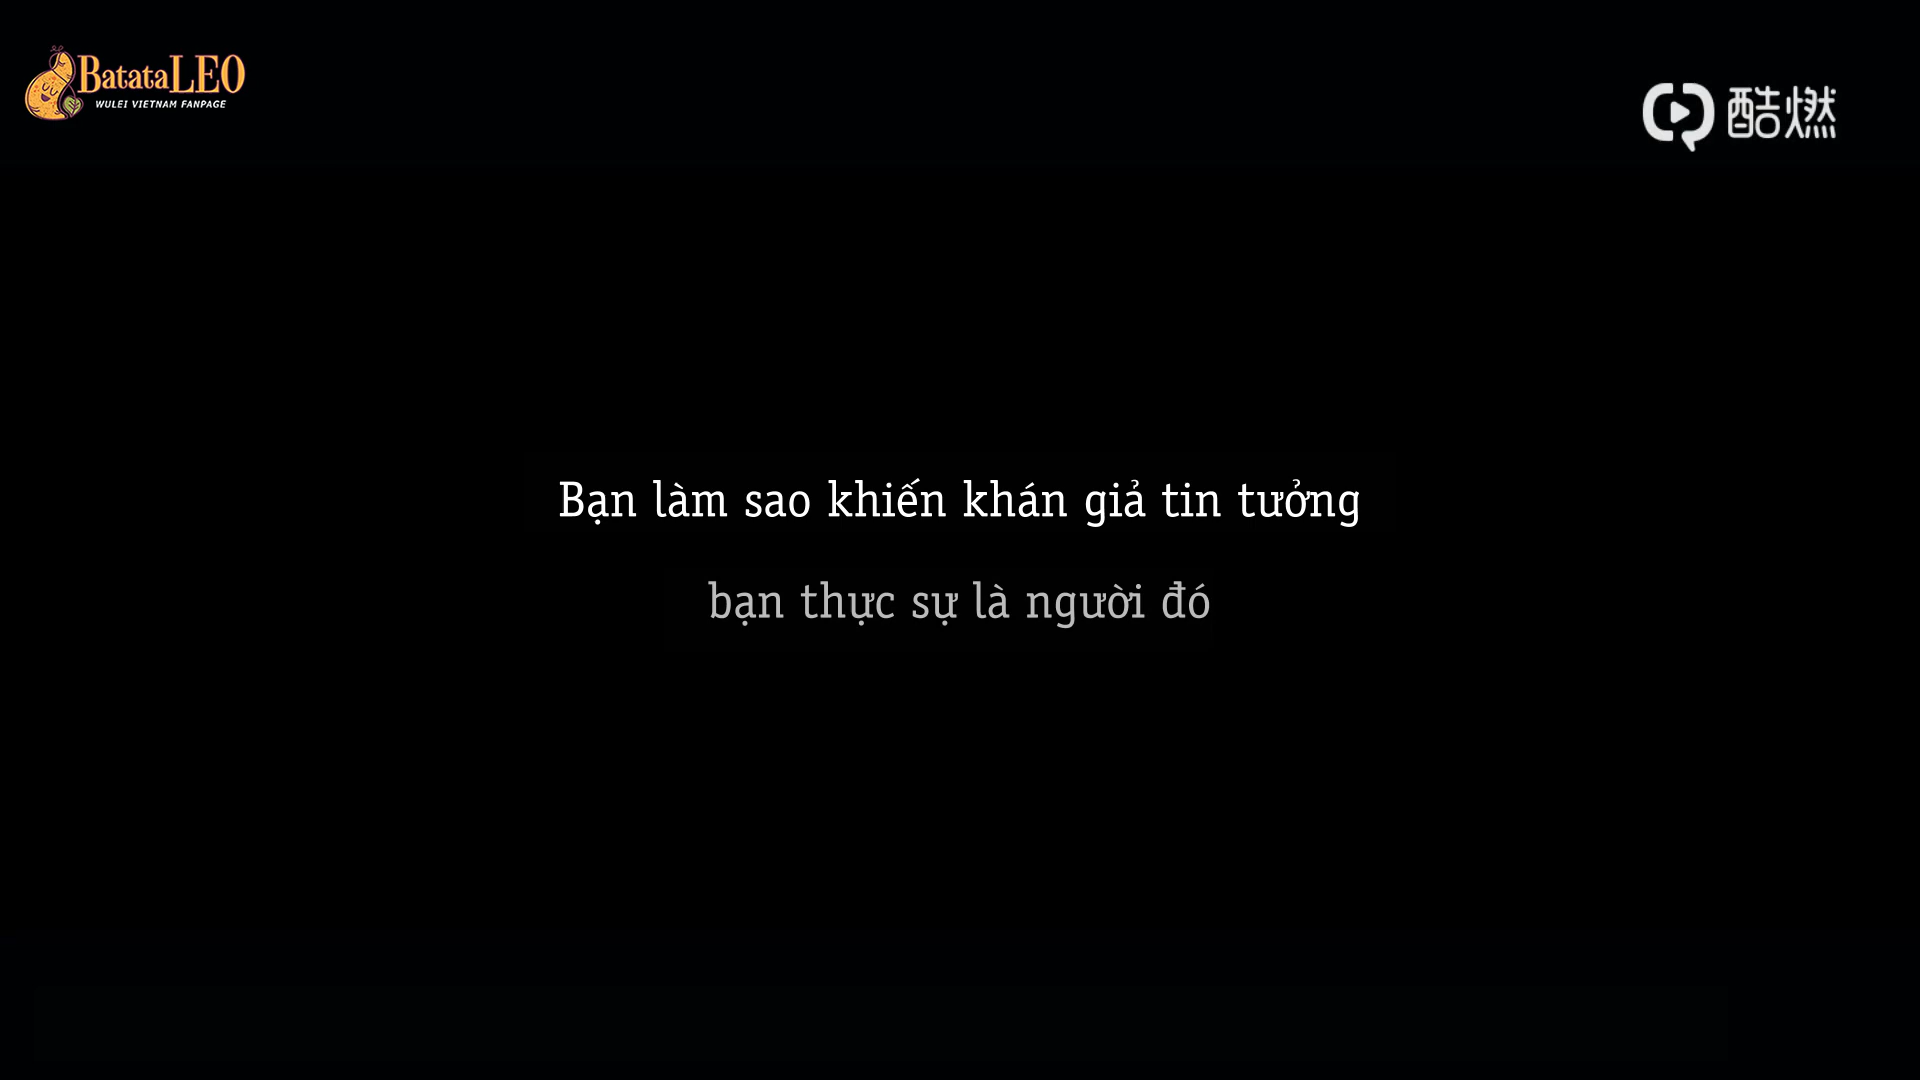 BatataLEO
WULEI VIETNAM FANPAGE
酷燃
Bạn làm sao khiến khán giả tin tưởng
bạn thực sự là người đó